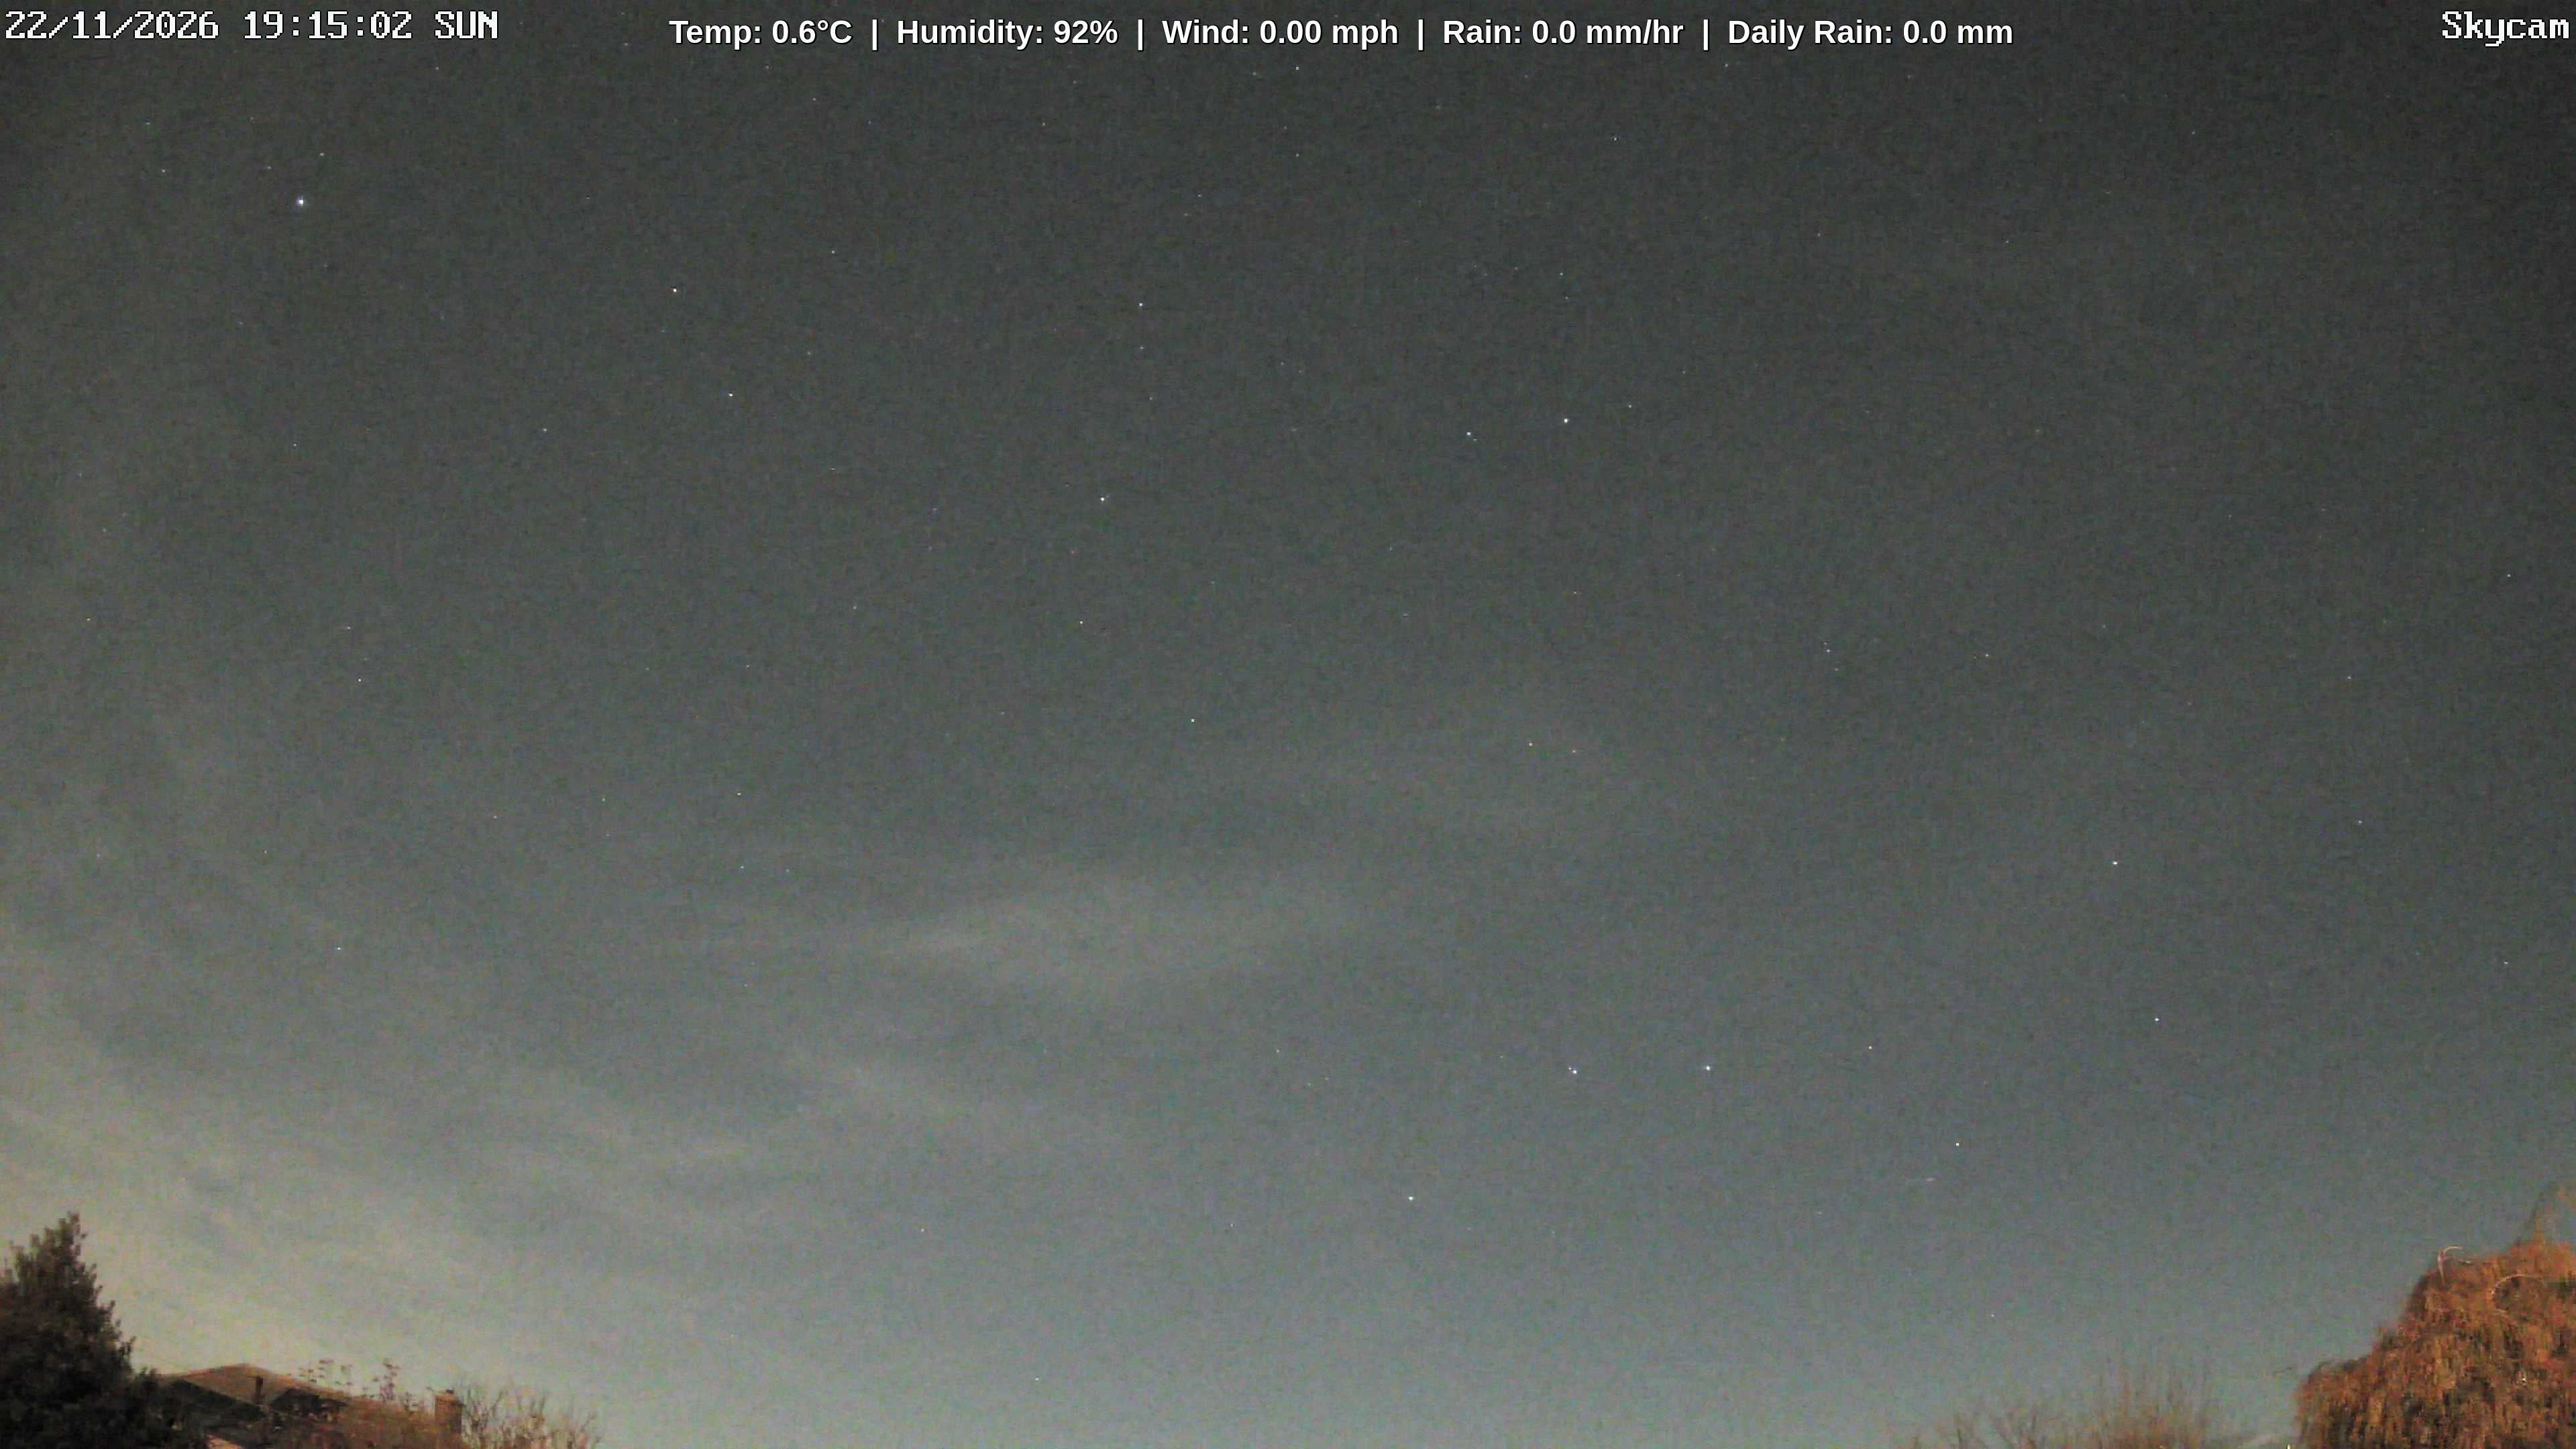 22/11/2026 19:15:02 SUN
Temp: 0.6°C | Humidity: 92% | Wind: 0.00 mph | Rain: 0.0 mm/hr | Daily Rain: 0.0 mm
Skycam